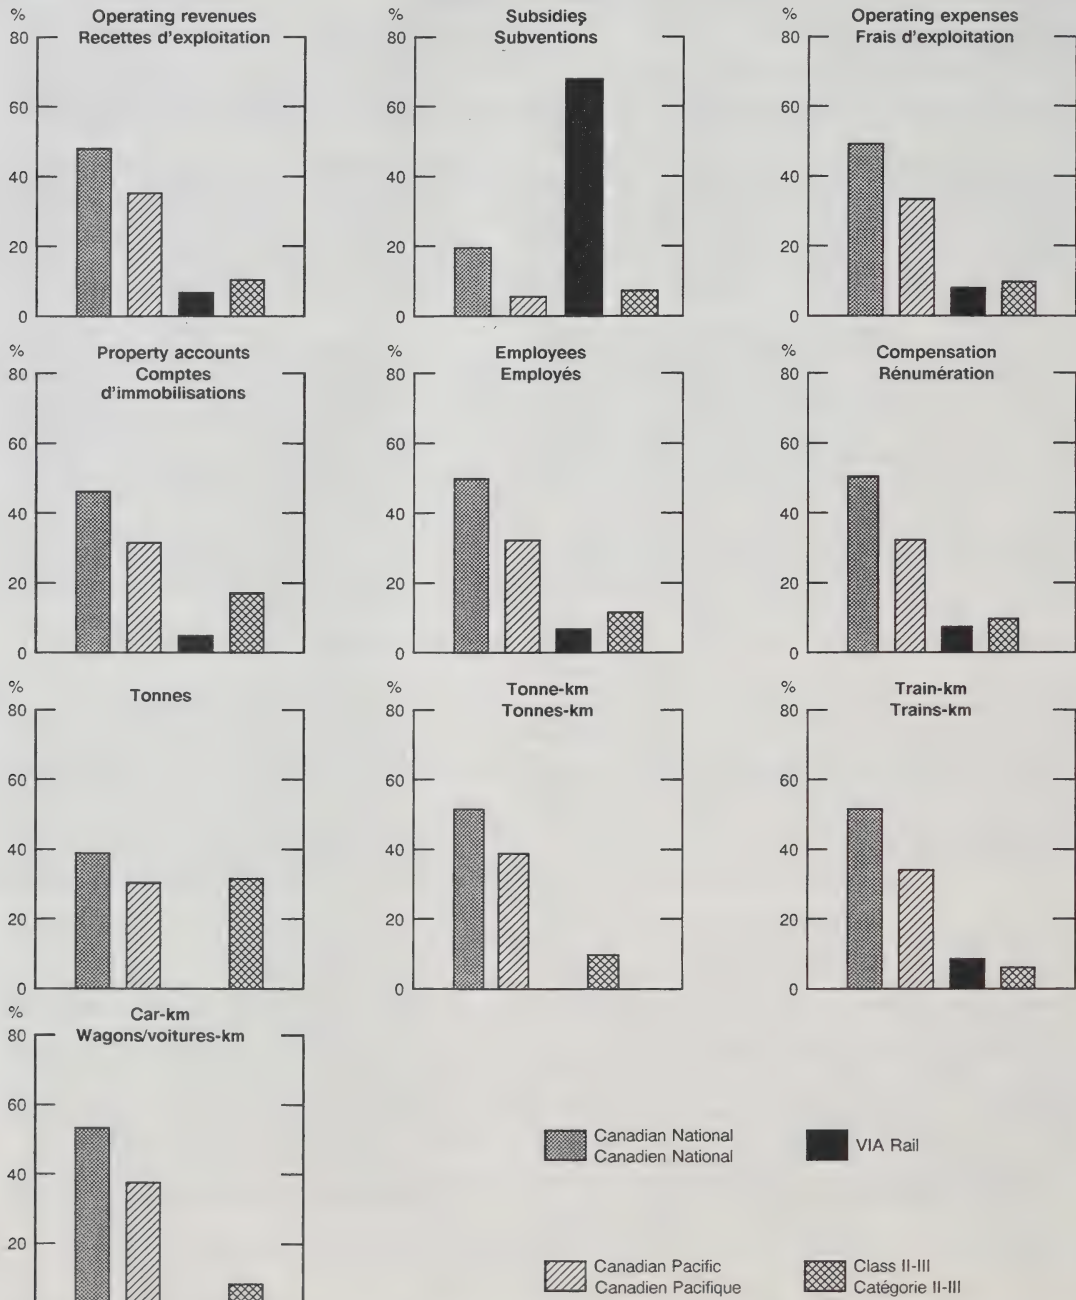 %
Operating revenues
Recettes d'exploitation
80
60
40
20
0
Subsidies
Subventions
80
60
40
20
0
%
Operating expenses
Frais d'exploitation
80
60
40
20
0
%
Property accounts
Comptes
d'immobilisations
80
60
40
20
0
%
Employees
Employés
80
60
40
20
0
%
Compensation
Rénumération
80
60
40
20
0
%
Tonnes
80
60
40
20
0
%
Tonne-km
Tonnes-km
80
60
40
20
0
%
Train-km
Trains-km
80
60
40
20
0
%
Car-km
Wagons/voitures-km
80
60
40
20
Canadian National
Canadien National
VIA Rail
Canadian Pacific
Canadien Pacifique
Class II-III
Catégorie II-III